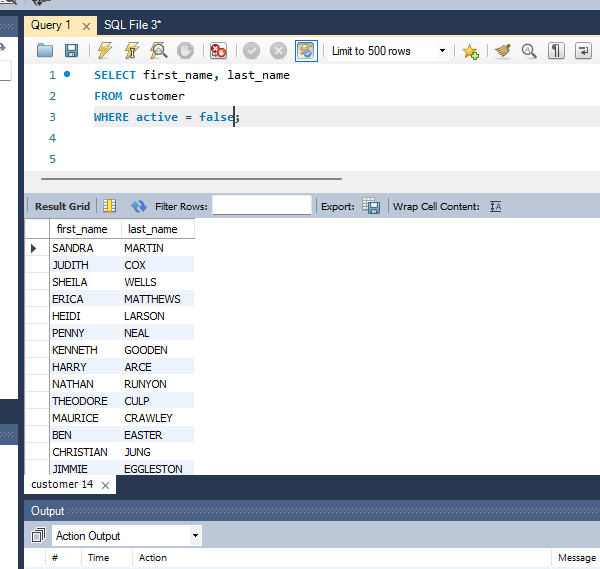 Query 1 SQL File 3*
Limit to 500 rows
1 SELECT first_name, last_name
2 FROM customer
3 WHERE active = false;
4
5
Result Grid Filter Rows: Export: Wrap Cell Content:
first_name last_name
SANDRA MARTIN
JUDITH COX
SHEILA WELLS
ERICA MATTHEWS
HEIDI LARSON
PENNY NEAL
KENNETH GOODEN
HARRY ARCE
NATHAN RUNYON
THEODORE CULP
MAURICE CRAWLEY
BEN EASTER
CHRISTIAN JUNG
JIMMIE EGGLESTON
customer 14
Output
Action Output
# Time Action Message